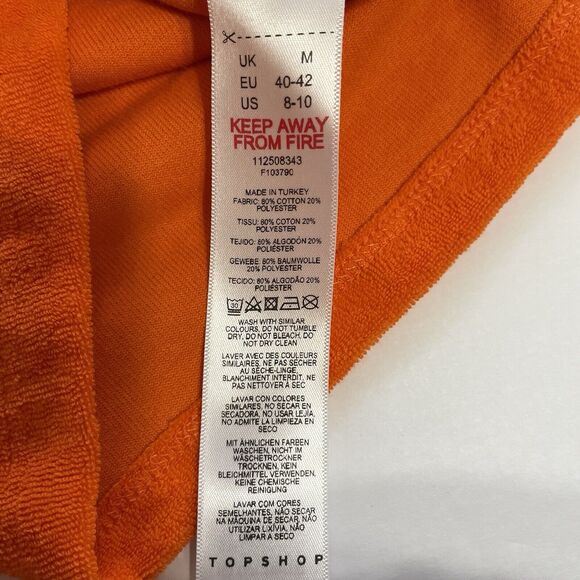 UK M
EU 40-42
US 8-10
KEEP AWAY
FROM FIRE
112508343
F103790
MADE IN TURKEY
FABRIC: 80% COTTON 20%
POLYESTER
TISSU: 80% COTON 20%
POLYESTER
TEJIDO: 80% ALGODÓN 20%
POLIÉSTER
GEWEBE: 80% BAUMWOLLE
20% POLYESTER
TECIDO: 80% ALGODÃO 20%
POLIÉSTER
30
WASH WITH SIMILAR
COLOURS, DO NOT TUMBLE
DRY, DO NOT BLEACH, DO
NOT DRY CLEAN
LAVER AVEC DES COULEURS
SIMILAIRES, NE PAS SÉCHER
AU SÈCHE-LINGE,
BLANCHIMENT INTERDIT, NE
PAS NETTOYER À SEC
LAVAR CON COLORES
SIMILARES, NO SECAR EN
SECADORA, NO USAR LEJÍA,
NO ADMITE LA LIMPIEZA EN
SECO
MIT ÄHNLICHEN FARBEN
WASCHEN, NICHT IM
WÄSCHETROCKNER
TROCKNEN, KEIN
BLEICHMITTEL VERWENDEN,
KEINE CHEMISCHE
REINIGUNG
LAVAR COM CORES
SEMELHANTES, NÃO SECAR
NA MÁQUINA DE SECAR, NÃO
UTILIZAR LIXÍVIA, NÃO
LIMPAR A SECO
TOPSHOP